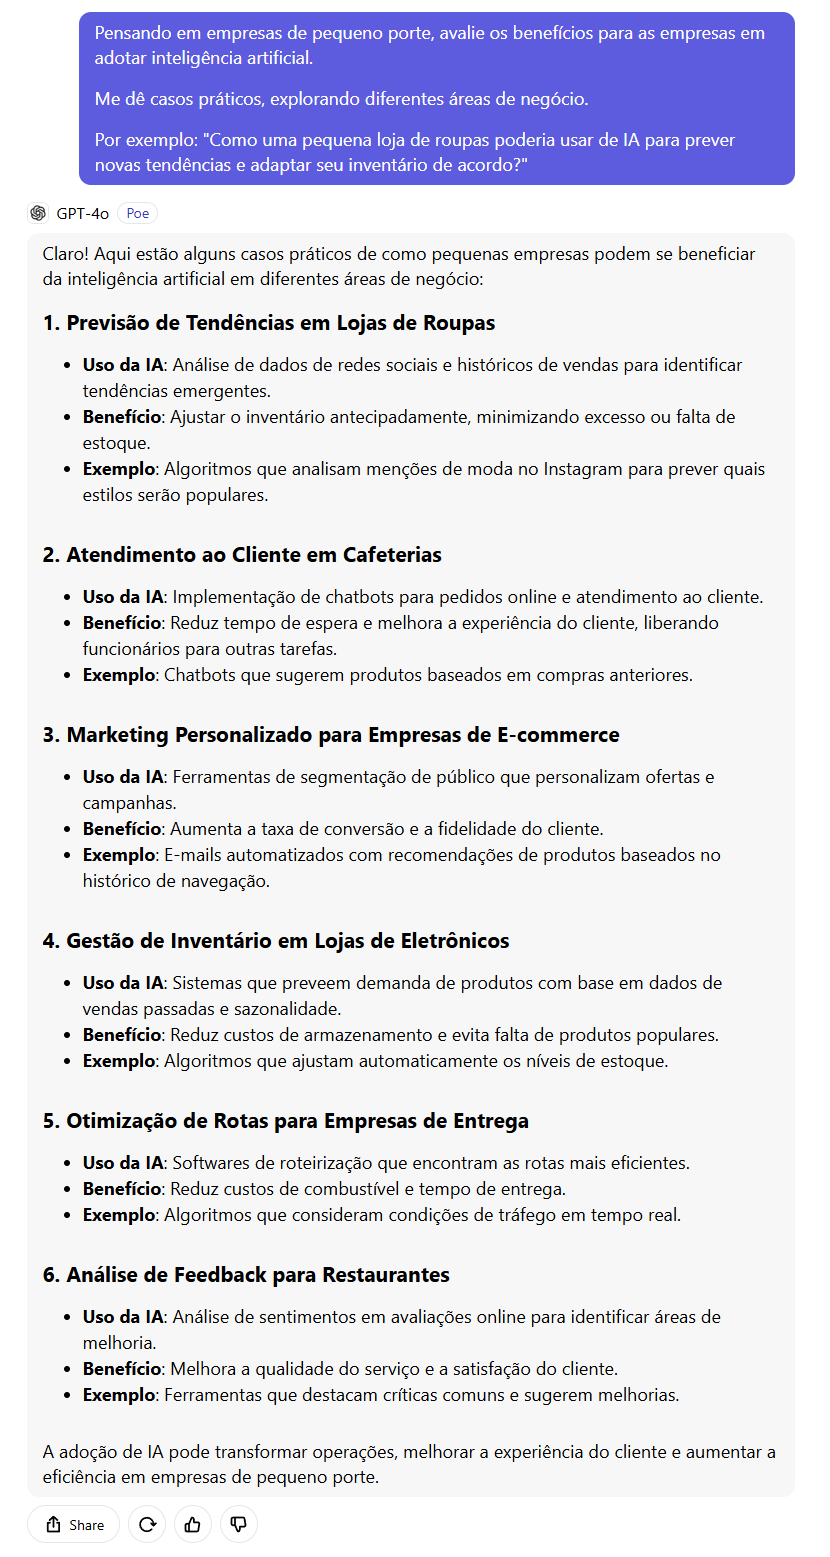 Pensando em empresas de pequeno porte, avalie os benefícios para as empresas em
adotar inteligência artificial.
Me dê casos práticos, explorando diferentes áreas de negócio.
Por exemplo: "Como uma pequena loja de roupas poderia usar de IA para prever
novas tendências e adaptar seu inventário de acordo?"
GPT-4o Poe
Claro! Aqui estão alguns casos práticos de como pequenas empresas podem se beneficiar
da inteligência artificial em diferentes áreas de negócio:
1. Previsão de Tendências em Lojas de Roupas
• Uso da IA: Análise de dados de redes sociais e históricos de vendas para identificar
tendências emergentes.
• Benefício: Ajustar o inventário antecipadamente, minimizando excesso ou falta de
estoque.
• Exemplo: Algoritmos que analisam menções de moda no Instagram para prever quais
estilos serão populares.
2. Atendimento ao Cliente em Cafeterias
• Uso da IA: Implementação de chatbots para pedidos online e atendimento ao cliente.
• Benefício: Reduz tempo de espera e melhora a experiência do cliente, liberando
funcionários para outras tarefas.
• Exemplo: Chatbots que sugerem produtos baseados em compras anteriores.
3. Marketing Personalizado para Empresas de E-commerce
• Uso da IA: Ferramentas de segmentação de público que personalizam ofertas e
campanhas.
• Benefício: Aumenta a taxa de conversão e a fidelidade do cliente.
• Exemplo: E-mails automatizados com recomendações de produtos baseados no
histórico de navegação.
4. Gestão de Inventário em Lojas de Eletrônicos
• Uso da IA: Sistemas que preveem demanda de produtos com base em dados de
vendas passadas e sazonalidade.
• Benefício: Reduz custos de armazenamento e evita falta de produtos populares.
• Exemplo: Algoritmos que ajustam automaticamente os níveis de estoque.
5. Otimização de Rotas para Empresas de Entrega
• Uso da IA: Softwares de roteirização que encontram as rotas mais eficientes.
• Benefício: Reduz custos de combustível e tempo de entrega.
• Exemplo: Algoritmos que consideram condições de tráfego em tempo real.
6. Análise de Feedback para Restaurantes
• Uso da IA: Análise de sentimentos em avaliações online para identificar áreas de
melhoria.
• Benefício: Melhora a qualidade do serviço e a satisfação do cliente.
• Exemplo: Ferramentas que destacam críticas comuns e sugerem melhorias.
A adoção de IA pode transformar operações, melhorar a experiência do cliente e aumentar a
eficiência em empresas de pequeno porte.
Share